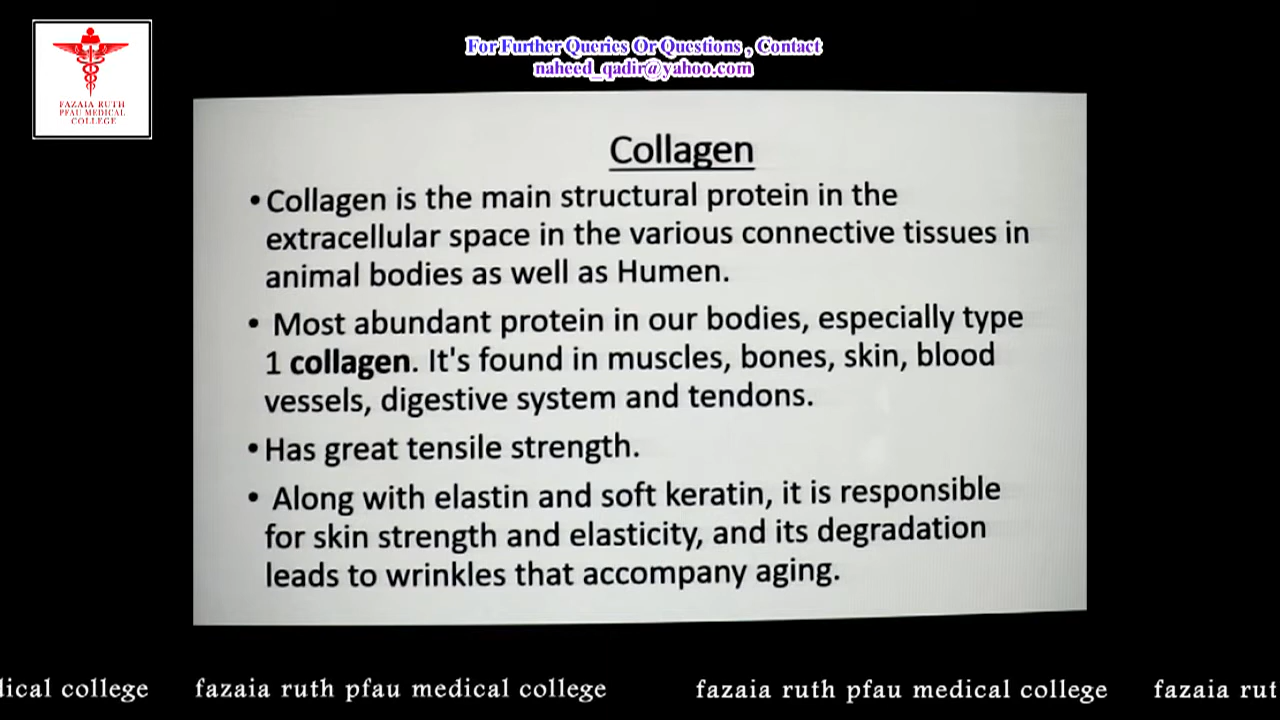 FAZAIA RUTH
PFAU MEDICAL
COLLEGE
For Further Queries Or Questions , Contact
naheed_qadir@yahoo.com
Collagen
•Collagen is the main structural protein in the
extracellular space in the various connective tissues in
animal bodies as well as Humen.
• Most abundant protein in our bodies, especially type
1 collagen. It's found in muscles, bones, skin, blood
vessels, digestive system and tendons.
•Has great tensile strength.
• Along with elastin and soft keratin, it is responsible
for skin strength and elasticity, and its degradation
leads to wrinkles that accompany aging.
dical college fazaia ruth pfau medical college fazaia ruth pfau medical college fazaia rut